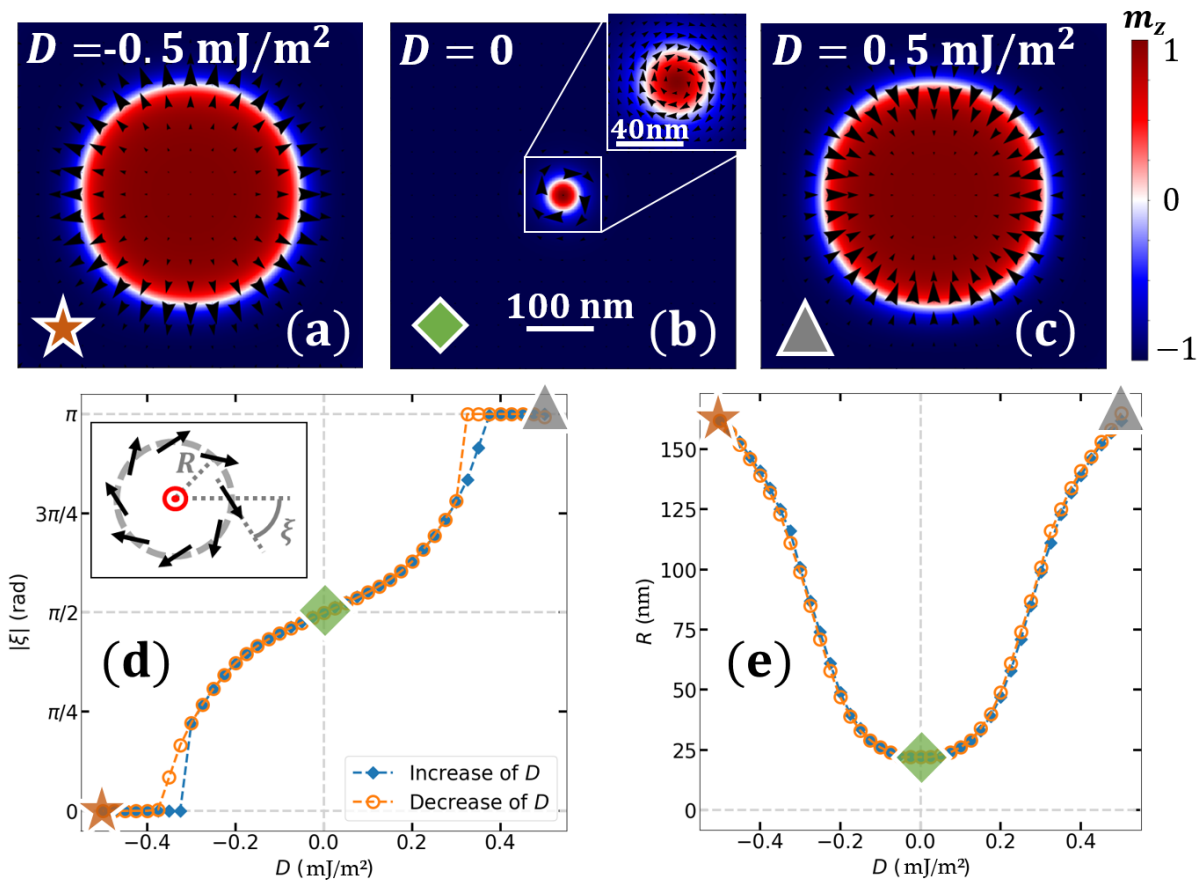 D = -0.5 mJ/m²
(a)
D = 0
40nm
100 nm
(b)
D = 0.5 mJ/m²
(c)
m_z
1
0
−1
π
3π/4
π/2
π/4
0
|ξ| (rad)
R
ξ
(d)
Increase of D
Decrease of D
−0.4
−0.2
0.0
0.2
0.4
D (mJ/m²)
150
125
100
75
50
25
0
R (nm)
(e)
−0.4
−0.2
0.0
0.2
0.4
D (mJ/m²)